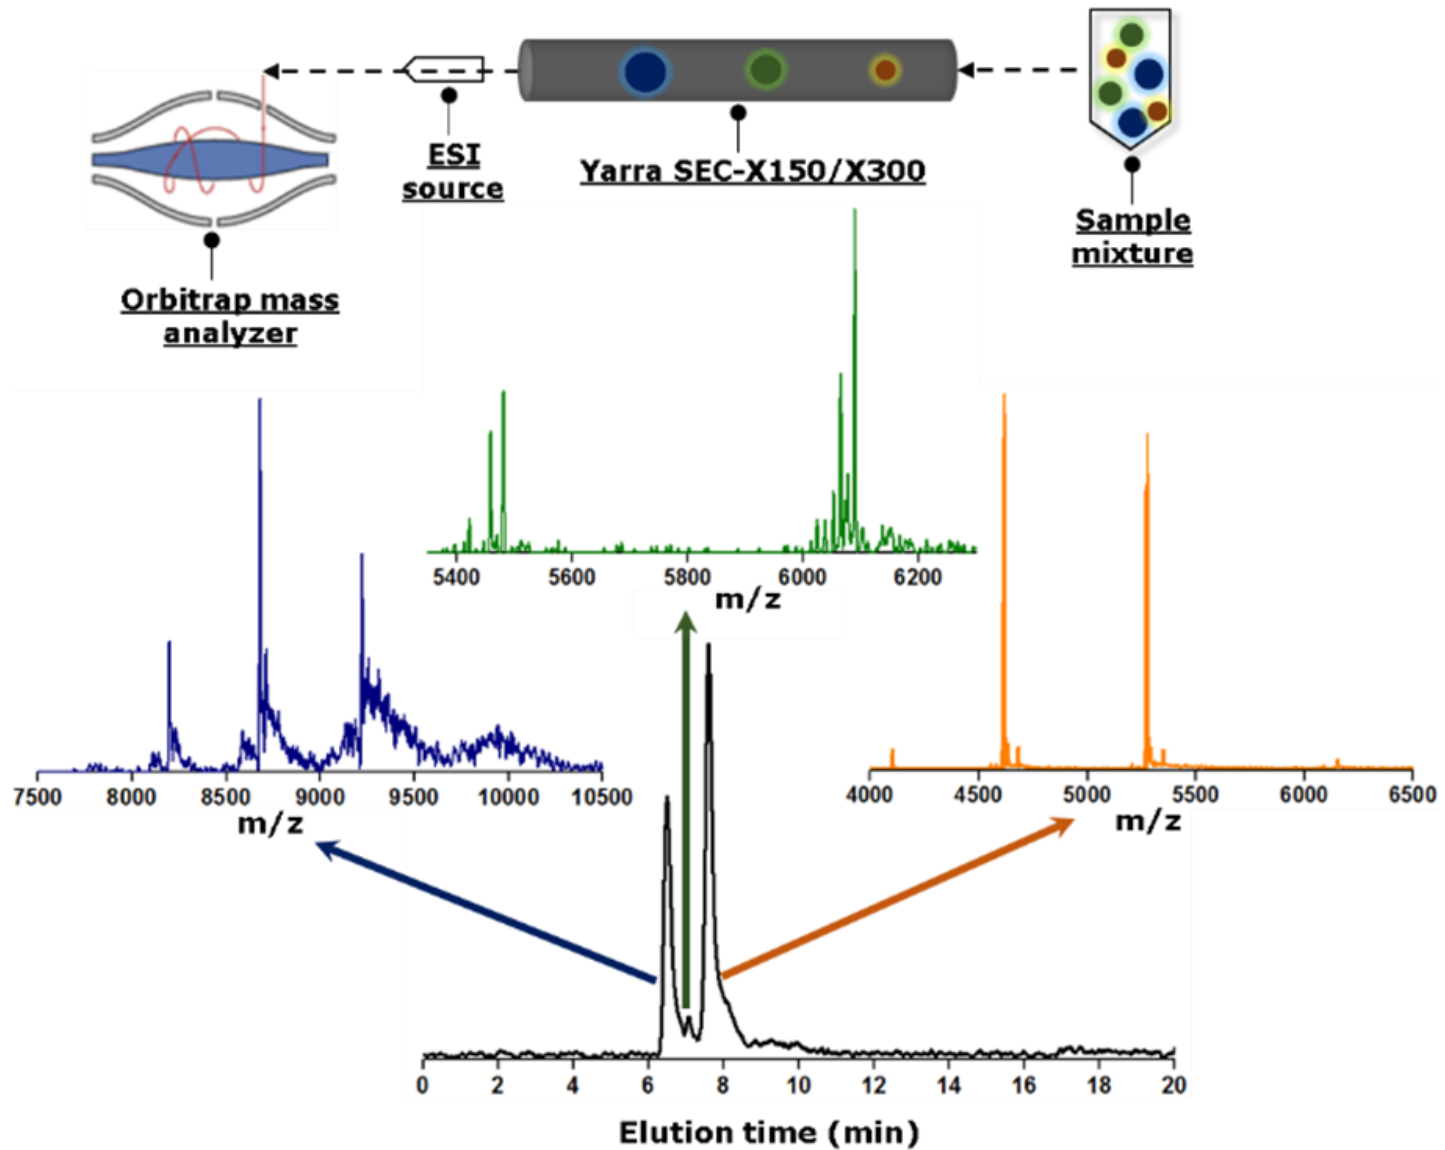 ESI
source
Yarra SEC-X150/X300
Sample
mixture
Orbitrap mass
analyzer
5400 5600 5800 6000 6200
m/z
7500 8000 8500 9000 9500 10000 10500
m/z
4000 4500 5000 5500 6000 6500
m/z
0 2 4 6 8 10 12 14 16 18 20
Elution time (min)